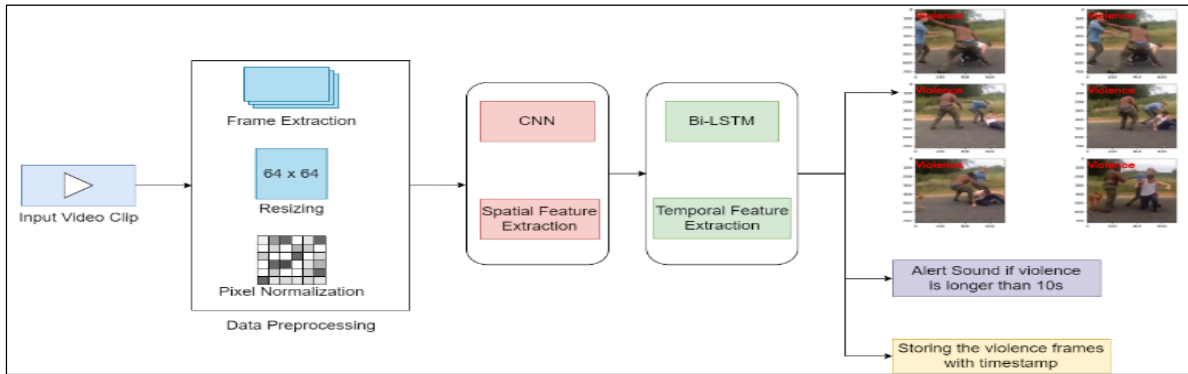 Input Video Clip
Frame Extraction
64 x 64
Resizing
Pixel Normalization
Data Preprocessing
CNN
Spatial Feature
Extraction
Bi-LSTM
Temporal Feature
Extraction
Violence
Violence
Violence
Violence
Violence
Violence
Alert Sound if violence
is longer than 10s
Storing the violence frames
with timestamp